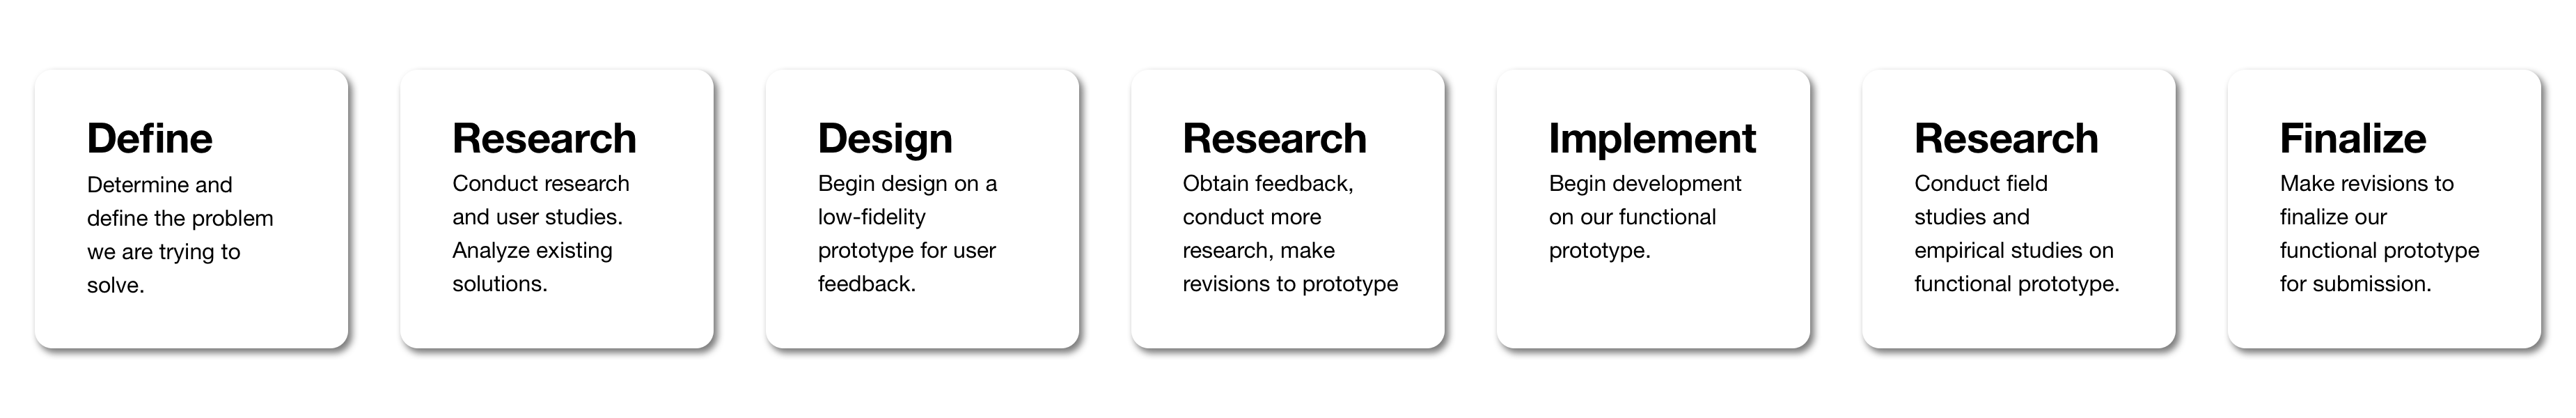 Define
Determine and
define the problem
we are trying to
solve.
Research
Conduct research
and user studies.
Analyze existing
solutions.
Design
Begin design on a
low-fidelity
prototype for user
feedback.
Research
Obtain feedback,
conduct more
research, make
revisions to prototype
Implement
Begin development
on our functional
prototype.
Research
Conduct field
studies and
empirical studies on
functional prototype.
Finalize
Make revisions to
finalize our
functional prototype
for submission.